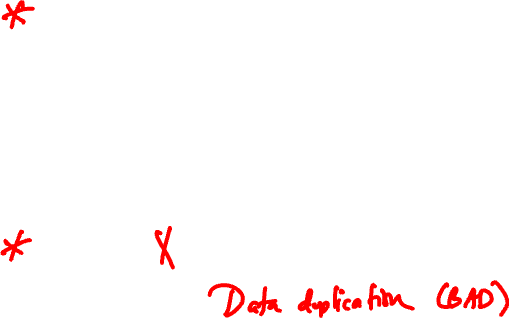 *
* X
Data duplication (BAD)